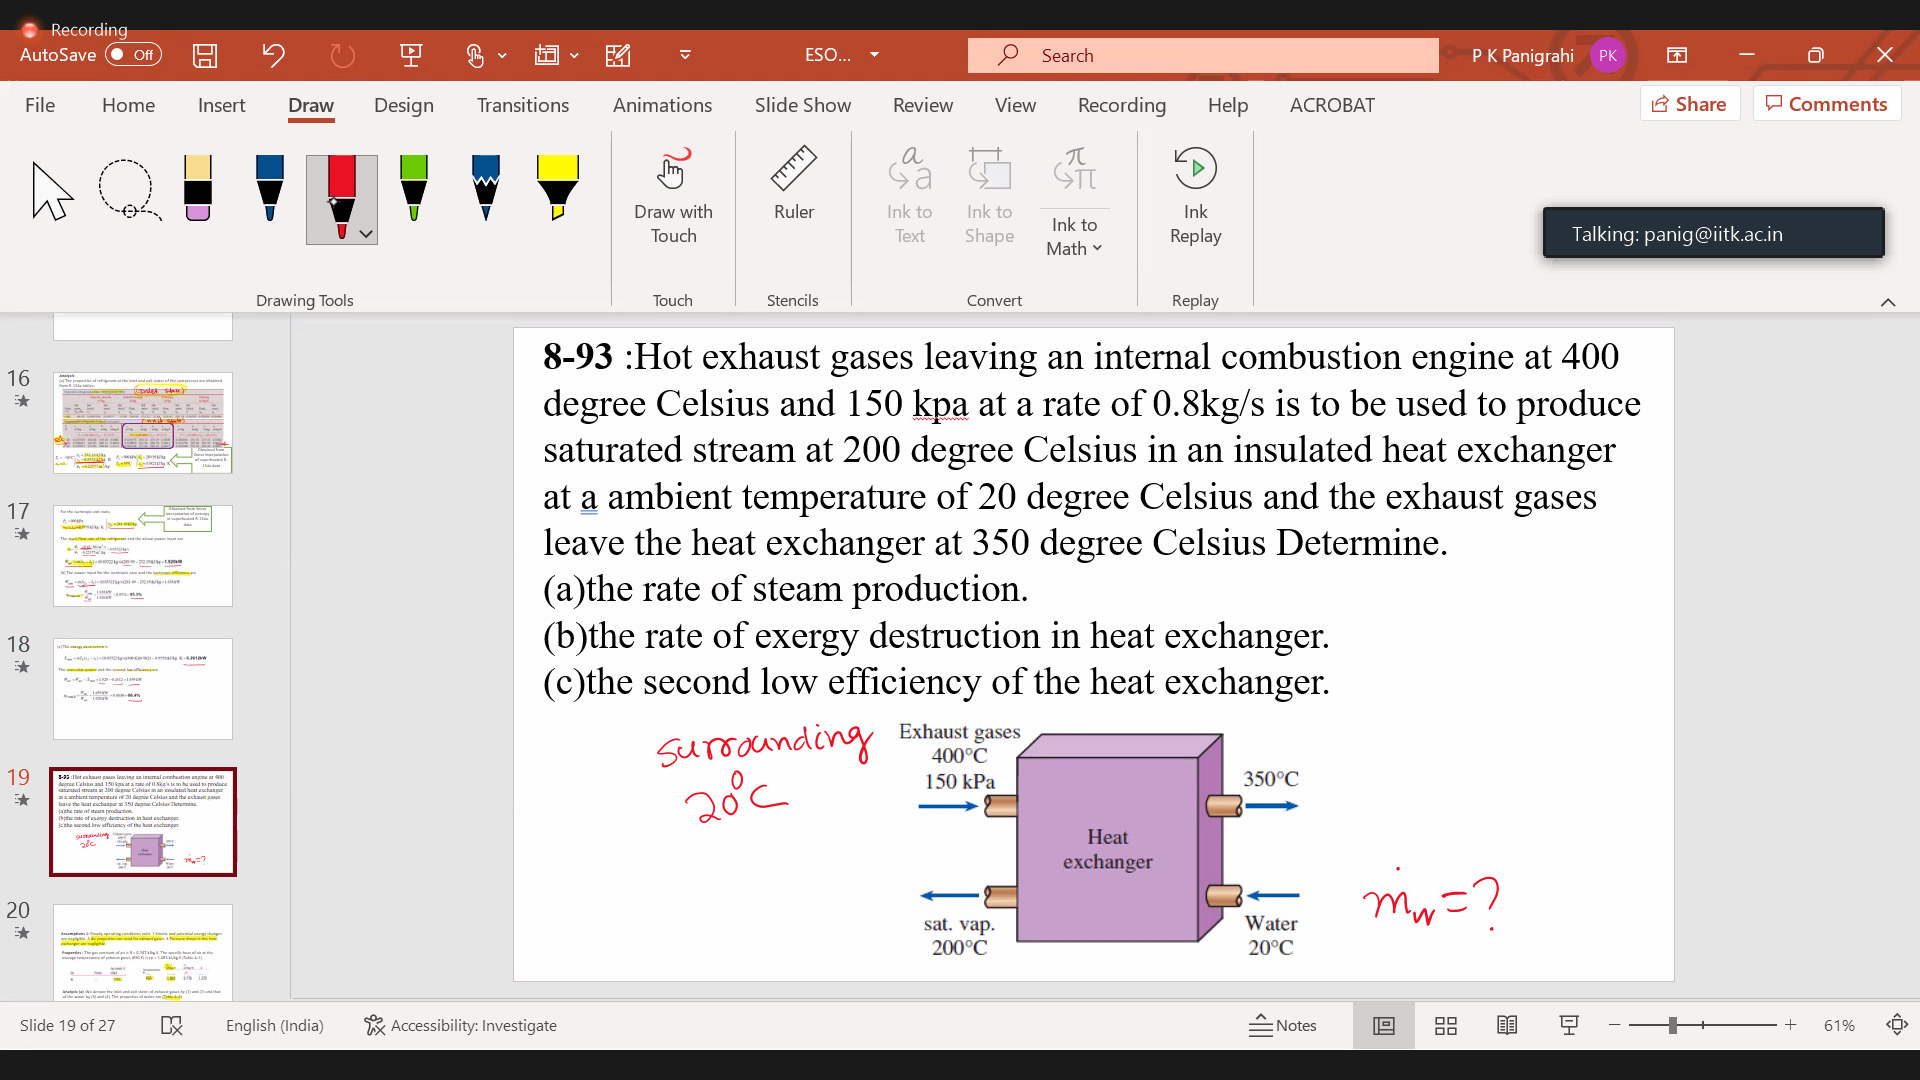 Recording
AutoSave Off
ESO...
Search
P K Panigrahi PK
File Home Insert Draw Design Transitions Animations Slide Show Review View Recording Help ACROBAT
Share Comments
Draw with Touch
Ruler
Ink to Text
Ink to Shape
Ink to Math
Ink Replay
Talking: panig@iitk.ac.in
Drawing Tools Touch Stencils Convert Replay
16
17
18
19
20
8-93 :Hot exhaust gases leaving an internal combustion engine at 400
degree Celsius and 150 kpa at a rate of 0.8kg/s is to be used to produce
saturated stream at 200 degree Celsius in an insulated heat exchanger
at a ambient temperature of 20 degree Celsius and the exhaust gases
leave the heat exchanger at 350 degree Celsius Determine.
(a)the rate of steam production.
(b)the rate of exergy destruction in heat exchanger.
(c)the second low efficiency of the heat exchanger.
surrounding
20°C
Exhaust gases
400°C
150 kPa
350°C
Heat
exchanger
sat. vap.
200°C
Water
20°C
ṁw = ?
Slide 19 of 27 English (India) Accessibility: Investigate Notes 61%